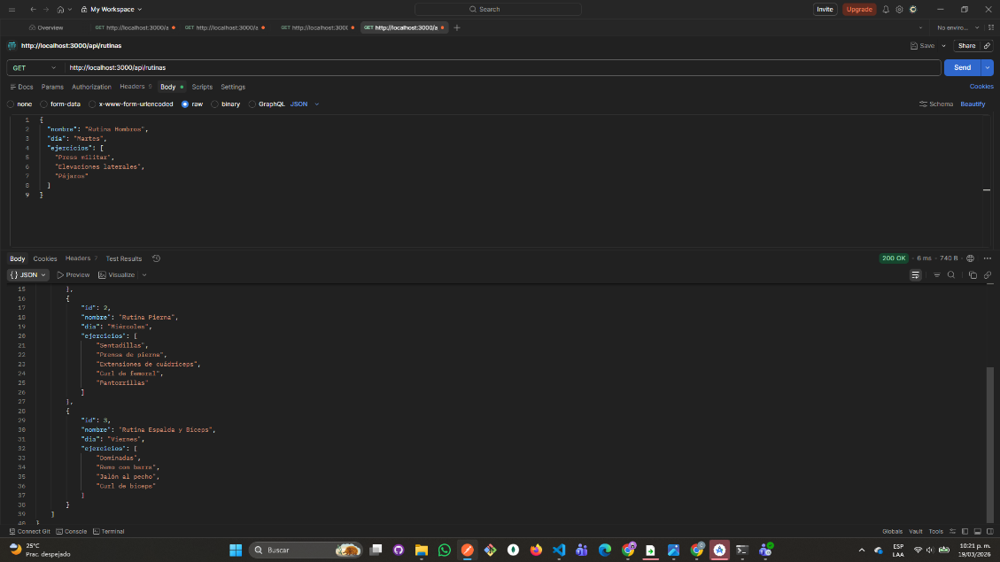 My Workspace
Search
Invite
Upgrade
Overview
GET http://localhost:3000/a
GET http://localhost:3000/a
GET http://localhost:3000
GET http://localhost:3000/a
No enviro...
http://localhost:3000/api/rutinas
Save
Share
GET
http://localhost:3000/api/rutinas
Send
Docs
Params
Authorization
Headers 9
Body
Scripts
Settings
Cookies
none
form-data
x-www-form-urlencoded
raw
binary
GraphQL
JSON
Schema
Beautify
1 {
2 "nombre": "Rutina Hombros",
3 "dia": "Martes",
4 "ejercicios": [
5 "Press militar",
6 "Elevaciones laterales",
7 "Pájaros"
8 ]
9 }
Body
Cookies
Headers 7
Test Results
200 OK
6 ms
740 B
{} JSON
Preview
Visualize
15 ],
16 {
17 "id": 2,
18 "nombre": "Rutina Pierna",
19 "dia": "Miércoles",
20 "ejercicios": [
21 "Sentadillas",
22 "Prensa de pierna",
23 "Extensiones de cuádriceps",
24 "Curl de femoral",
25 "Pantorrillas"
26 ]
27 },
28 {
29 "id": 3,
30 "nombre": "Rutina Espalda y Biceps",
31 "dia": "Viernes",
32 "ejercicios": [
33 "Dominadas",
34 "Remo con barra",
35 "Jalón al pecho",
36 "Curl de biceps"
37 ]
38 }
39 ]
40 }
Connect Git
Console
Terminal
Globals
Vault
Tools
25°C
Prac. despejado
Buscar
ESP
LAA
10:21 p. m.
19/03/2026